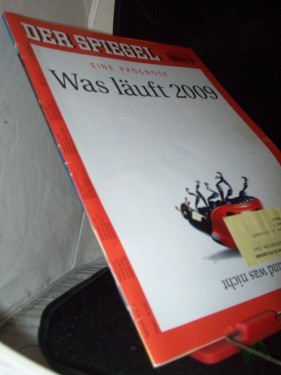 DER SPIEGEL
EINE PROGNOSE
Was läuft 2009
und was nicht